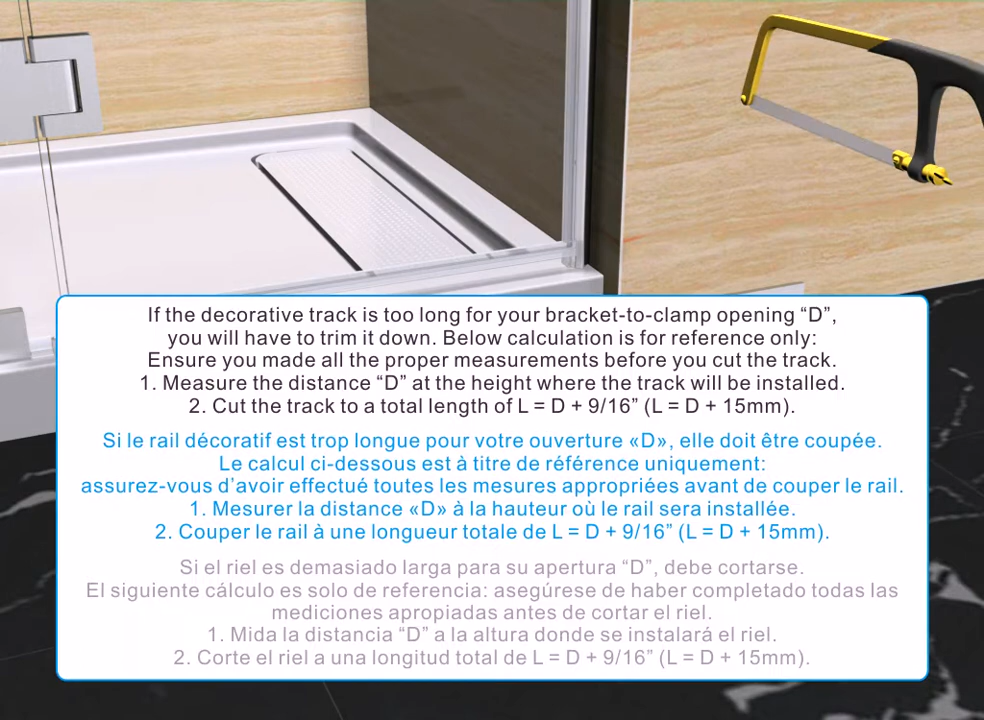 If the decorative track is too long for your bracket-to-clamp opening “D”,
you will have to trim it down. Below calculation is for reference only:
Ensure you made all the proper measurements before you cut the track.
1. Measure the distance “D” at the height where the track will be installed.
2. Cut the track to a total length of L = D + 9/16” (L = D + 15mm).
Si le rail décoratif est trop longue pour votre ouverture «D», elle doit être coupée.
Le calcul ci-dessous est à titre de référence uniquement:
assurez-vous d’avoir effectué toutes les mesures appropriées avant de couper le rail.
1. Mesurer la distance «D» à la hauteur où le rail sera installée.
2. Couper le rail à une longueur totale de L = D + 9/16” (L = D + 15mm).
Si el riel es demasiado larga para su apertura “D”, debe cortarse.
El siguiente cálculo es solo de referencia: asegúrese de haber completado todas las
mediciones apropiadas antes de cortar el riel.
1. Mida la distancia “D” a la altura donde se instalará el riel.
2. Corte el riel a una longitud total de L = D + 9/16” (L = D + 15mm).